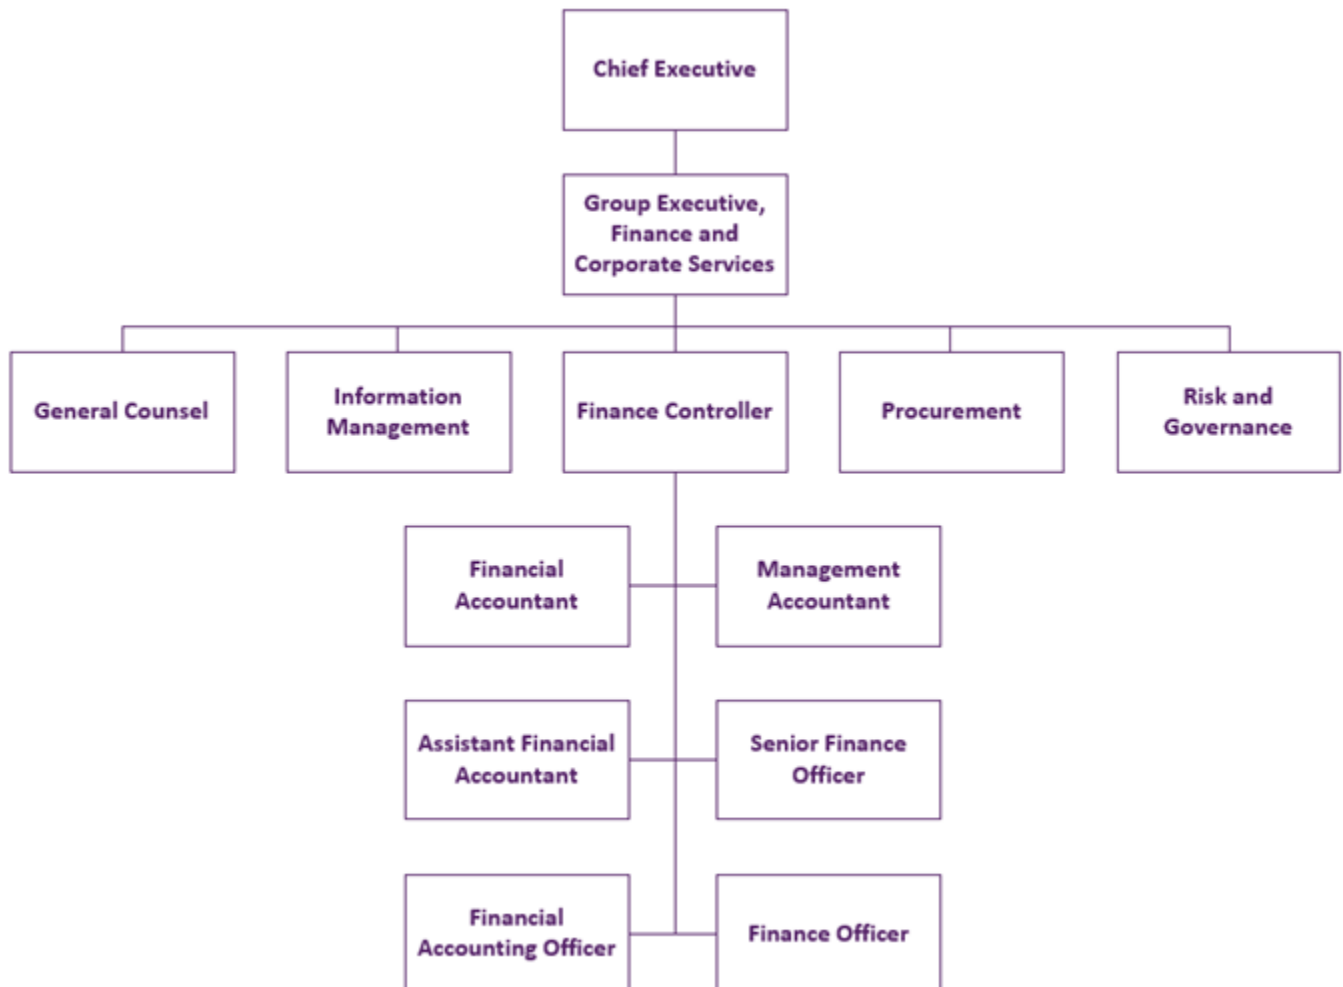 Chief Executive
Group Executive,
Finance and
Corporate Services
General Counsel
Information
Management
Finance Controller
Procurement
Risk and
Governance
Financial
Accountant
Management
Accountant
Assistant Financial
Accountant
Senior Finance
Officer
Financial
Accounting Officer
Finance Officer